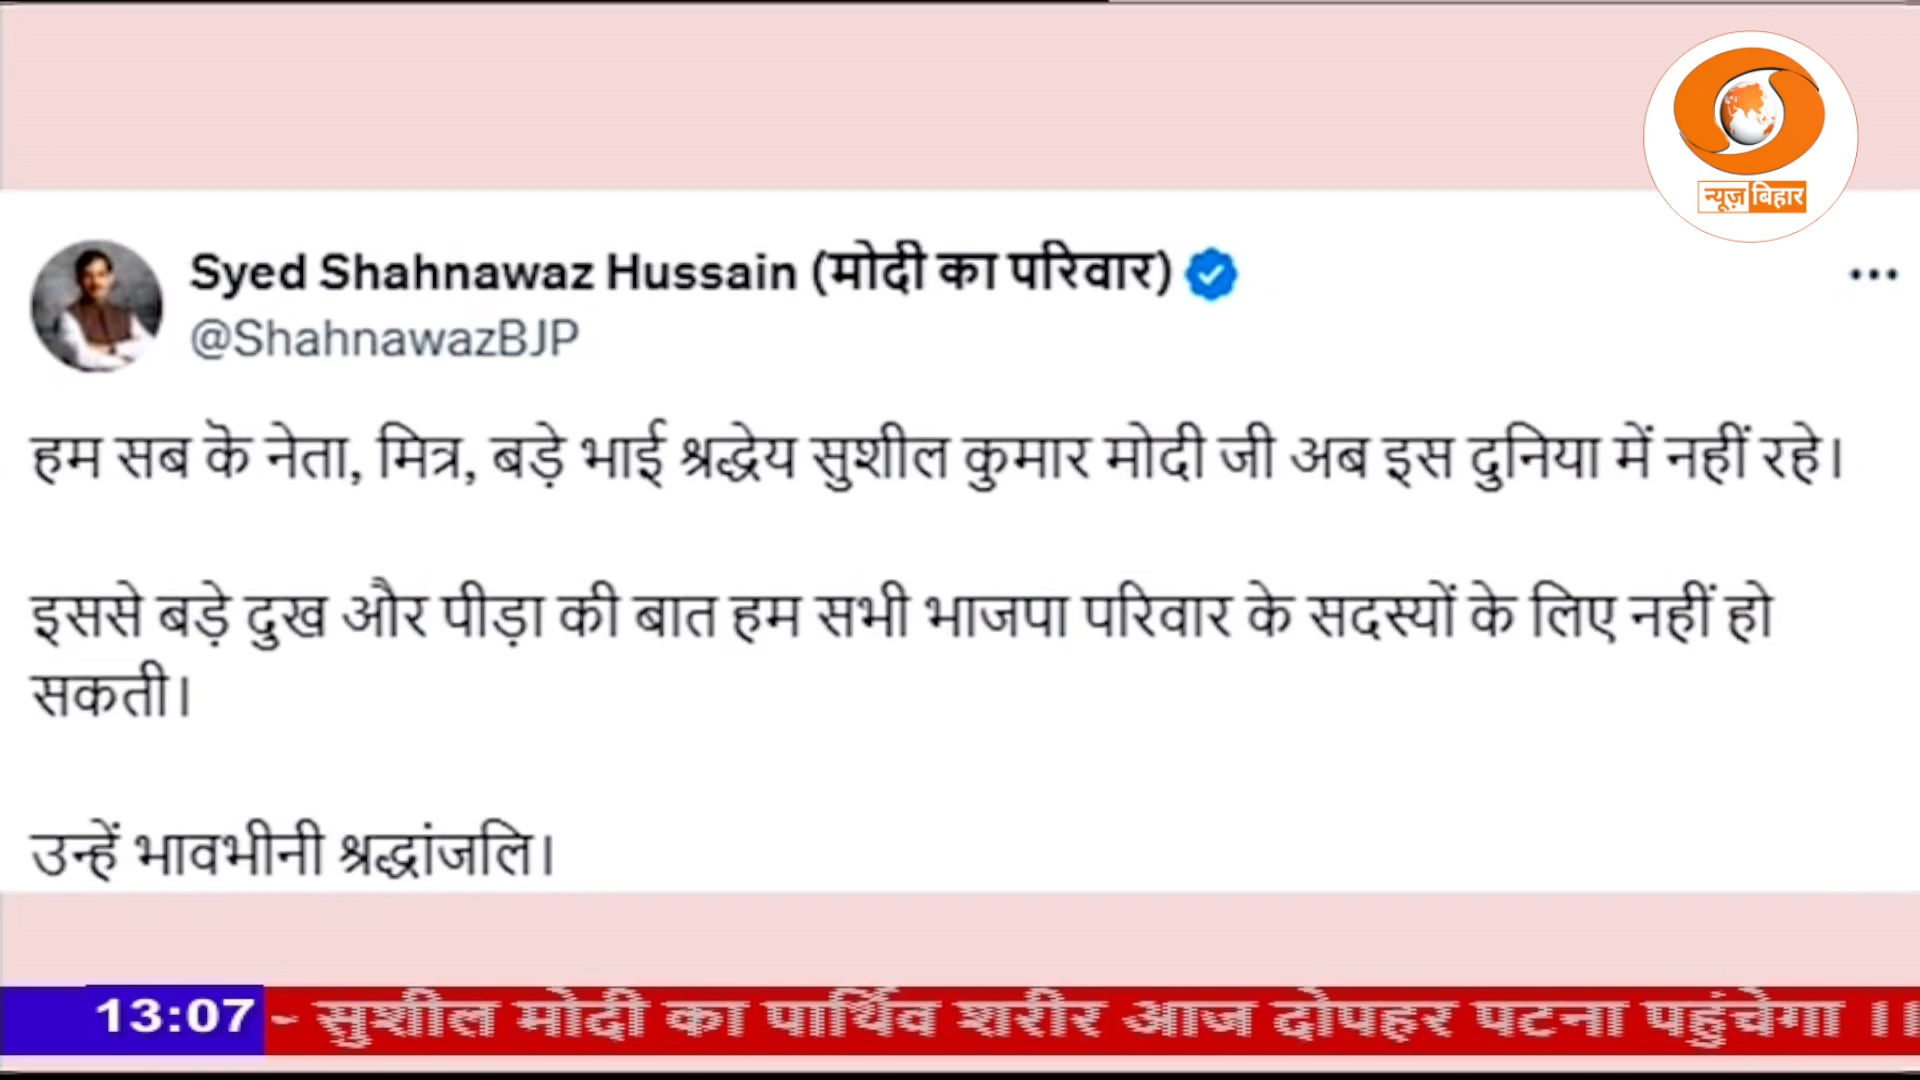 न्यूज़ बिहार
Syed Shahnawaz Hussain (मोदी का परिवार)
@ShahnawazBJP
हम सब के नेता, मित्र, बड़े भाई श्रद्धेय सुशील कुमार मोदी जी अब इस दुनिया में नहीं रहे।
इससे बड़े दुख और पीड़ा की बात हम सभी भाजपा परिवार के सदस्यों के लिए नहीं हो
सकती।
उन्हें भावभीनी श्रद्धांजलि।
13:07 - सुशील मोदी का पार्थिव शरीर आज दोपहर पटना पहुंचेगा ।।